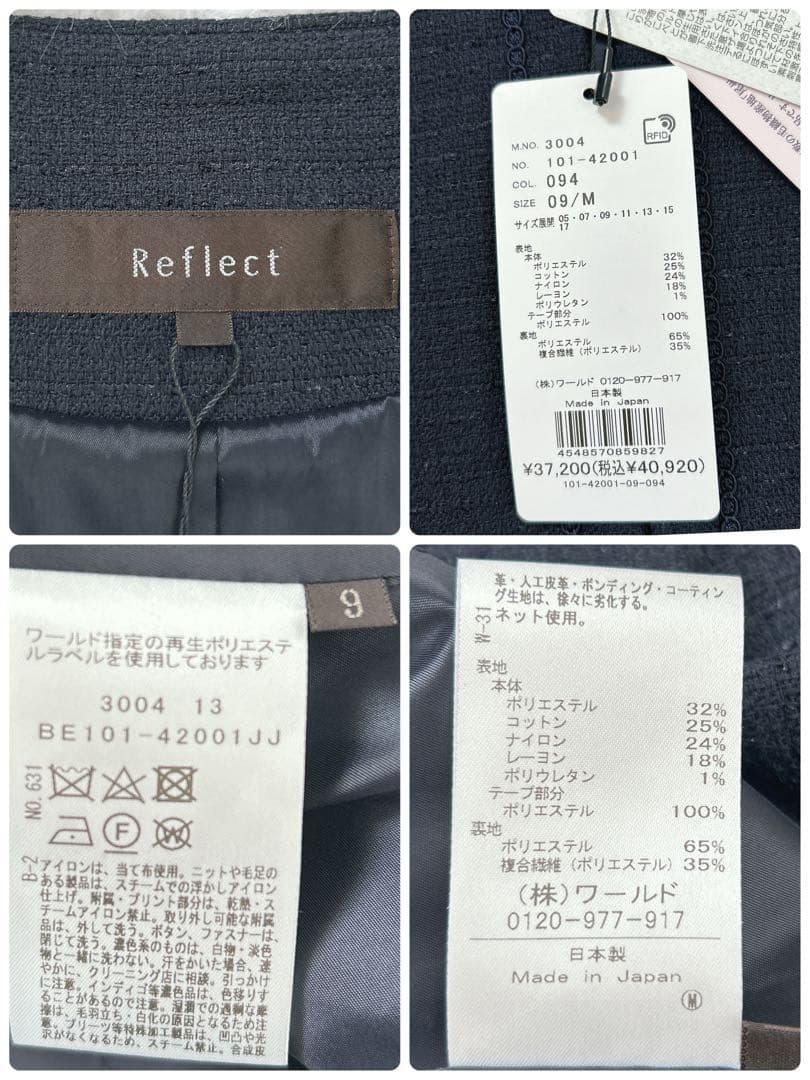 Reflect
RFID
M.NO. 3004
NO. 101-42001
COL. 094
SIZE 09/M
サイズ展開 05・07・09・11・13・15
17
表地
本体
ポリエステル 32%
コットン 25%
ナイロン 24%
レーヨン 18%
ポリウレタン 1%
テープ部分
ポリエステル 100%
裏地
ポリエステル 65%
複合繊維(ポリエステル) 35%
(株)ワールド 0120-977-917
日本製
Made in Japan
4548570859827
¥37,200(税込¥40,920)
101-42001-09-094
9
ワールド指定の再生ポリエステ
ルラベルを使用しております
3004 13
BE101-42001JJ
NO.631
F
W
B-2
アイロンは、当て布使用。ニットや毛足の
ある製品は、スチームでの浮かしアイロン
仕上げ。附属・プリント部分は、乾熱・ス
チームアイロン禁止。取り外し可能な附属
品は、外して洗う。ボタン、ファスナーは、
閉じて洗う。濃色系のものは、白物・淡色
物と一緒に洗わない。汗をかいた場合、速
やかに、クリーニング店に相談。引っかけ
に注意。インディゴ等濃色品は、色移りす
ることがあるので注意。湿潤での過剰な摩
擦は、毛羽立ち・白化の原因となるため注
意。プリーツ等特殊加工製品は、凹凸や光
沢がなくなるため、スチーム禁止。合成皮
革・人工皮革・ボンディング・コーティン
グ生地は、徐々に劣化する。
ネット使用。
W-31
表地
本体
ポリエステル 32%
コットン 25%
ナイロン 24%
レーヨン 18%
ポリウレタン 1%
テープ部分
ポリエステル 100%
裏地
ポリエステル 65%
複合繊維(ポリエステル) 35%
(株)ワールド
0120-977-917
日本製
Made in Japan
M